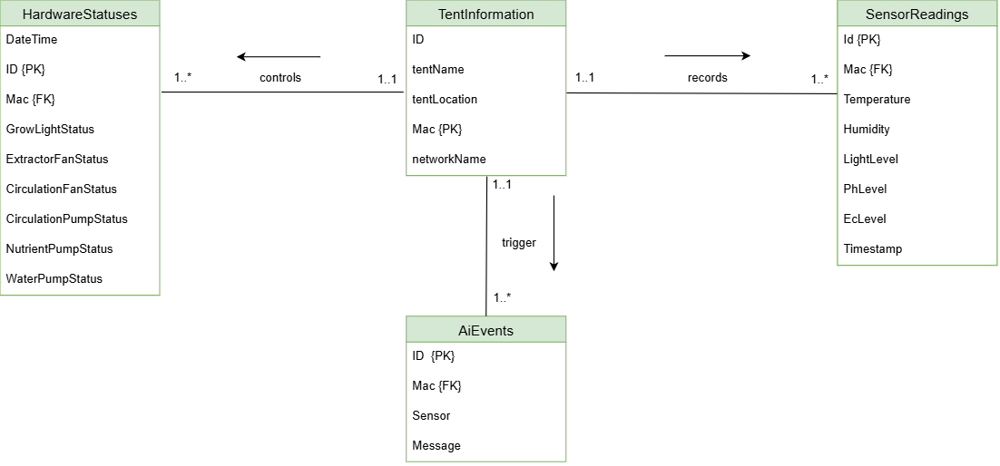 HardwareStatuses
DateTime
ID {PK}
Mac {FK}
GrowLightStatus
ExtractorFanStatus
CirculationFanStatus
CirculationPumpStatus
NutrientPumpStatus
WaterPumpStatus
1..*
controls
1..1
TentInformation
ID
tentName
tentLocation
Mac {PK}
networkName
1..1
records
1..*
SensorReadings
Id {PK}
Mac {FK}
Temperature
Humidity
LightLevel
PhLevel
EcLevel
Timestamp
1..1
trigger
1..*
AiEvents
ID  {PK}
Mac {FK}
Sensor
Message